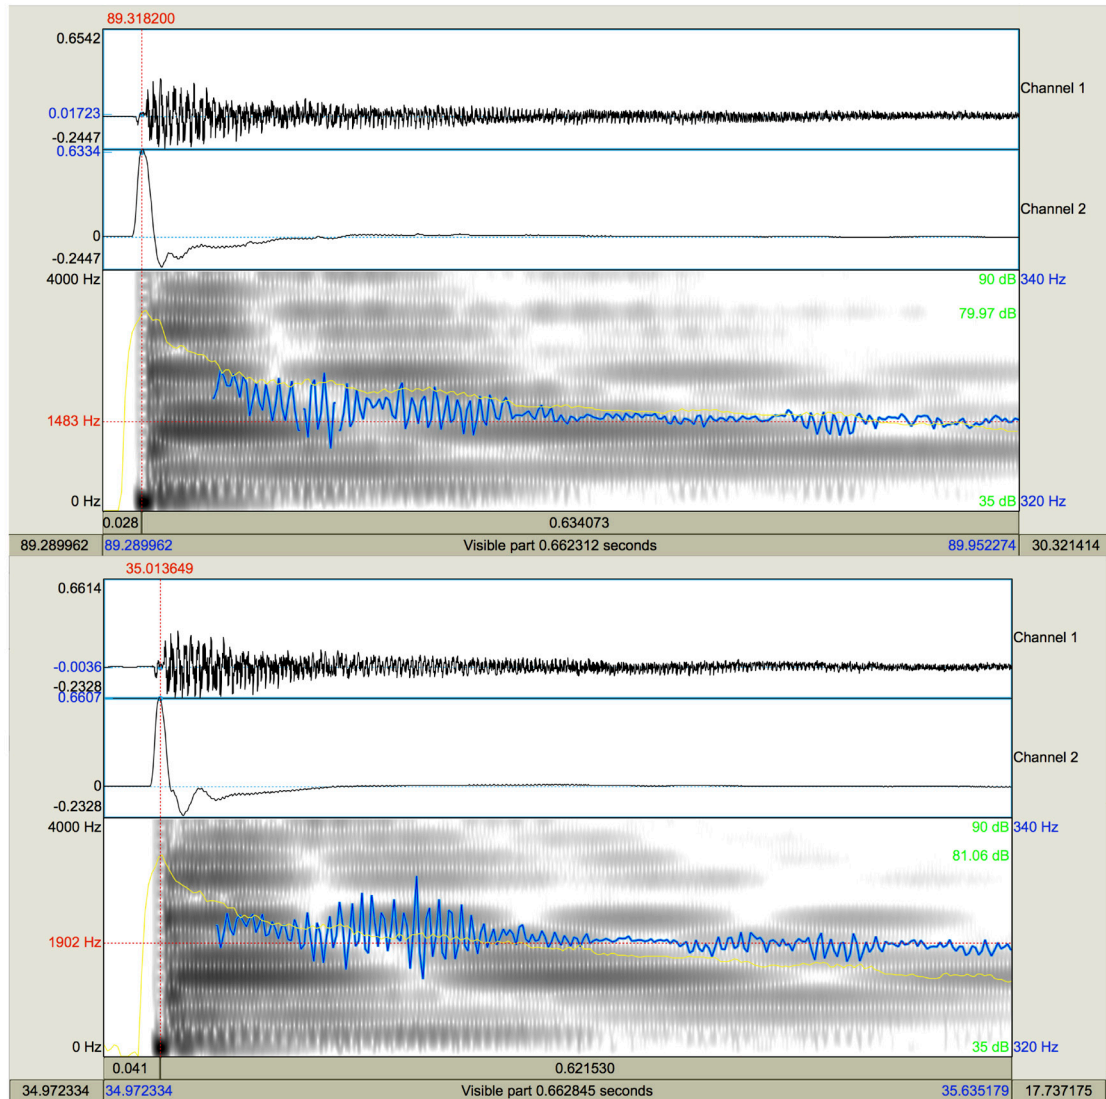 89.318200
0.6542
Channel 1
0.01723
-0.2447
0.6334
Channel 2
0
-0.2447
4000 Hz
90 dB
340 Hz
79.97 dB
1483 Hz
0 Hz
35 dB
320 Hz
0.028
0.634073
89.289962
89.289962
Visible part 0.662312 seconds
89.952274
30.321414
35.013649
0.6614
Channel 1
-0.0036
-0.2328
0.6607
Channel 2
0
-0.2328
4000 Hz
90 dB
340 Hz
81.06 dB
1902 Hz
0 Hz
35 dB
320 Hz
0.041
0.621530
34.972334
34.972334
Visible part 0.662845 seconds
35.635179
17.737175